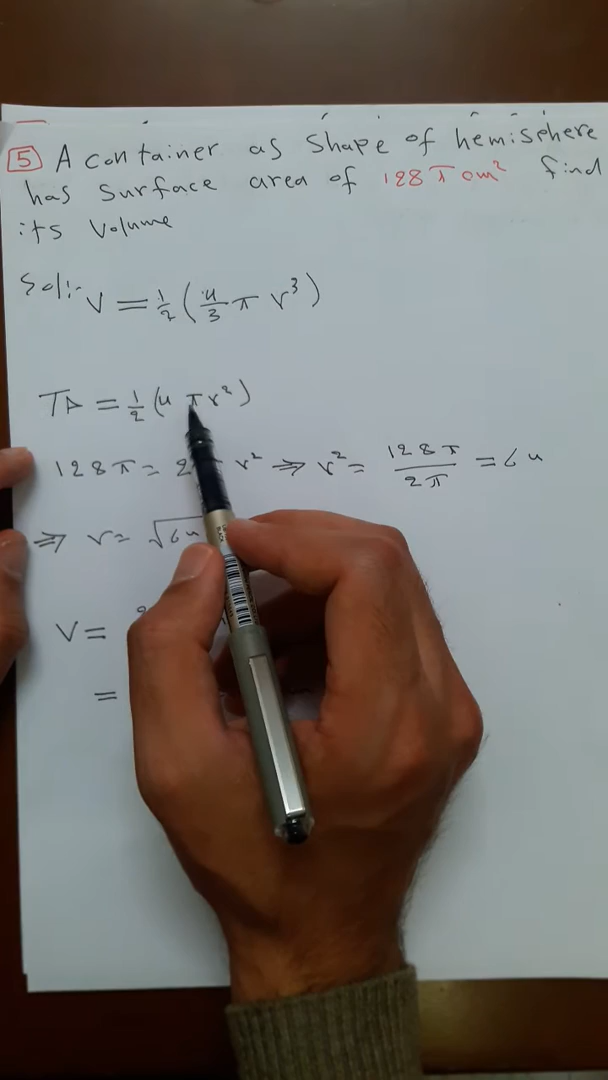 5 A container as shape of hemisphere
has surface area of 128π cm² find
its volume
Sol:- V = 1/2 (4/3 π r³)
TA = 1/2 (4 π r²)
128π = 2 r² ⇒ r² = 128π / 2π = 64
⇒ r = √64
V =
=